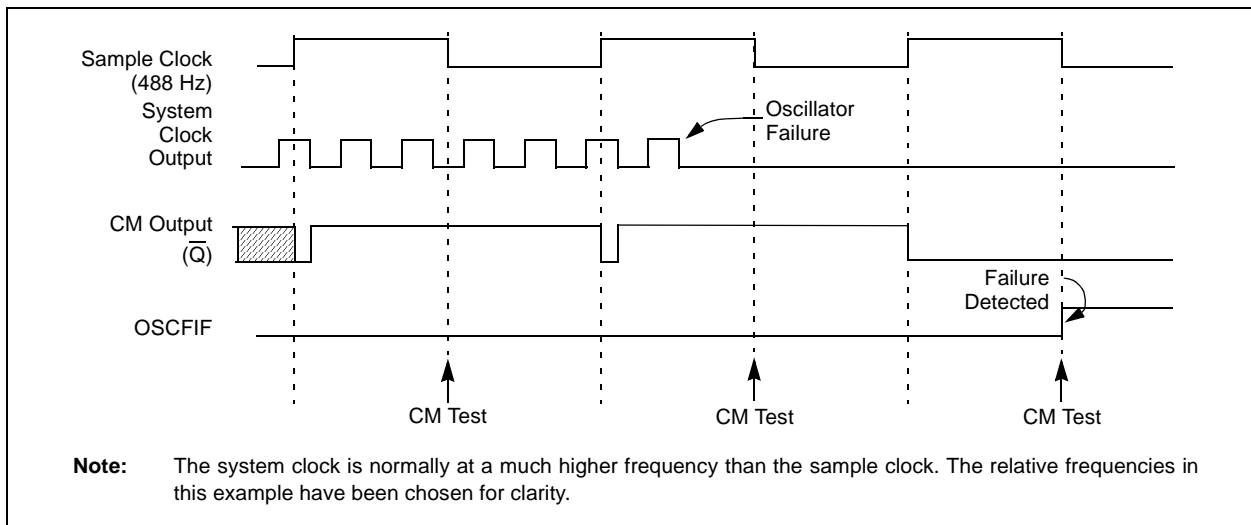 Sample Clock
(488 Hz)
System
Clock
Output
Oscillator
Failure
CM Output
(Q̅)
Failure
Detected
OSCFIF
CM Test
CM Test
CM Test
Note: The system clock is normally at a much higher frequency than the sample clock. The relative frequencies in
this example have been chosen for clarity.